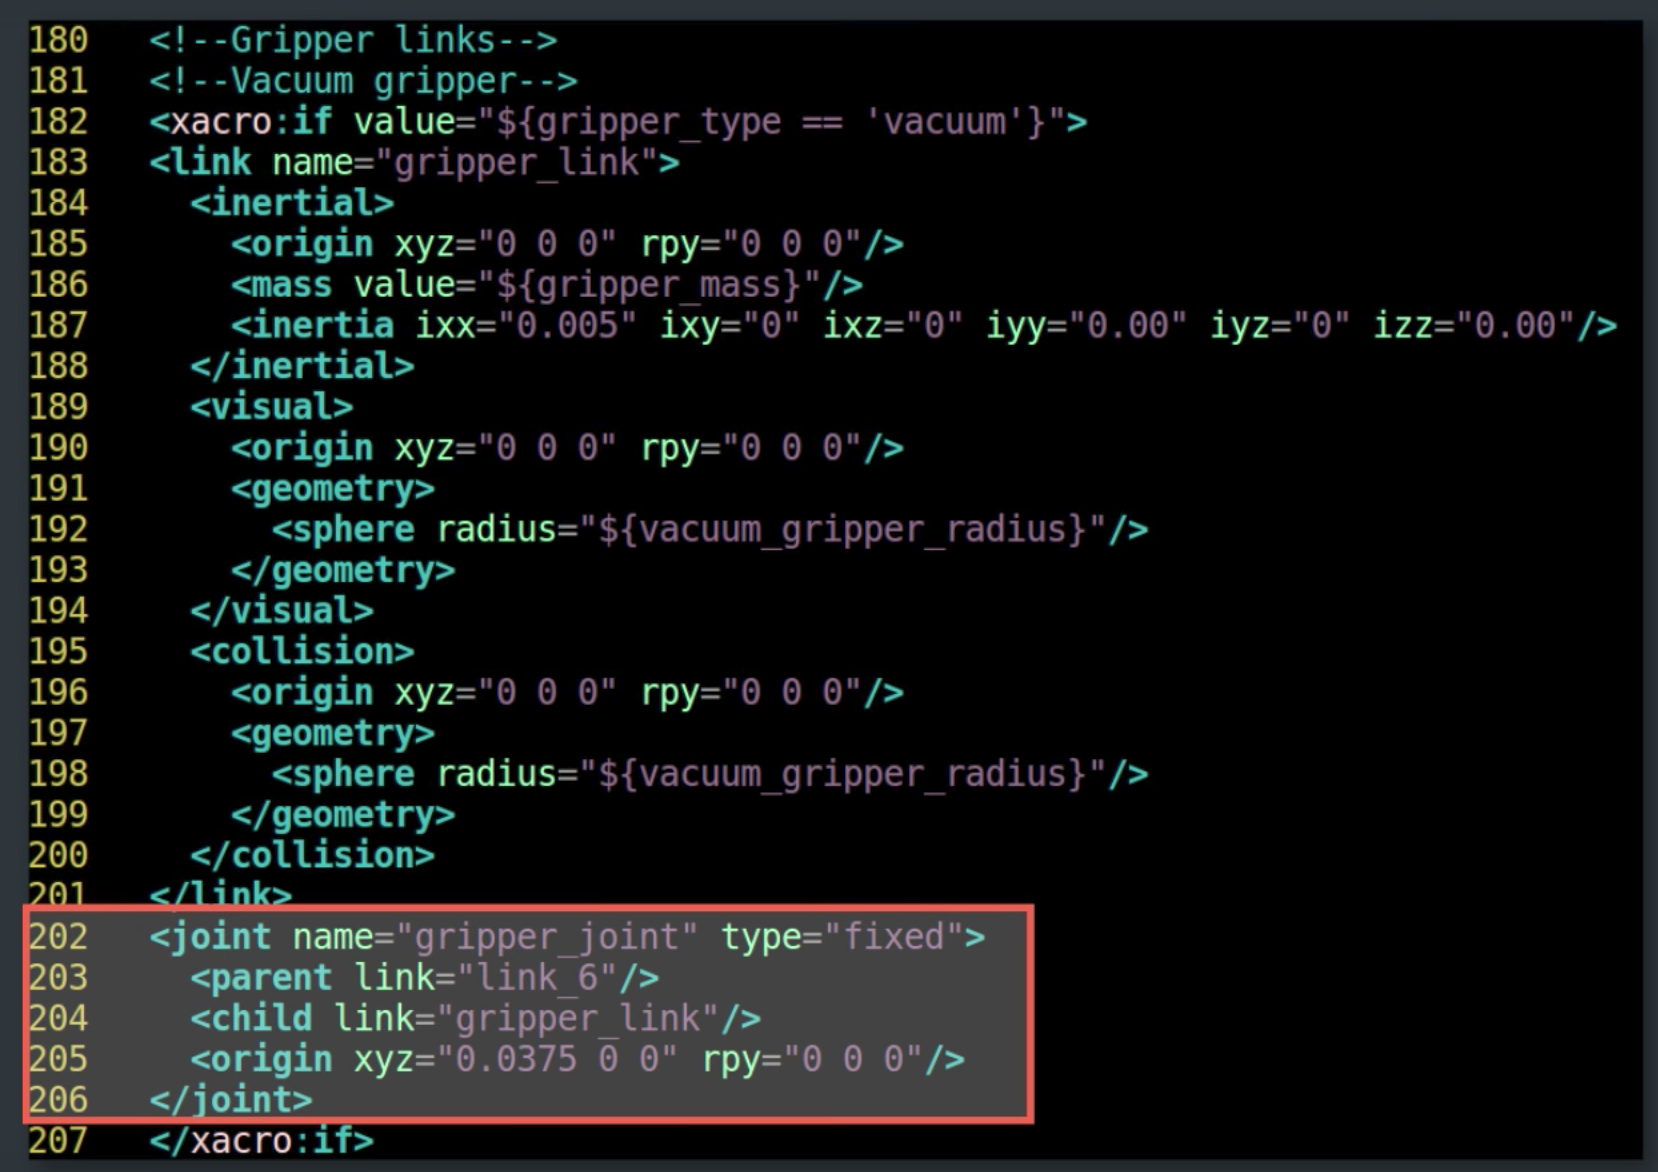 180   <!--Gripper links-->
181   <!--Vacuum gripper-->
182   <xacro:if value="${gripper_type == 'vacuum'}">
183   <link name="gripper_link">
184     <inertial>
185       <origin xyz="0 0 0" rpy="0 0 0"/>
186       <mass value="${gripper_mass}"/>
187       <inertia ixx="0.005" ixy="0" ixz="0" iyy="0.00" iyz="0" izz="0.00"/>
188     </inertial>
189     <visual>
190       <origin xyz="0 0 0" rpy="0 0 0"/>
191       <geometry>
192         <sphere radius="${vacuum_gripper_radius}"/>
193       </geometry>
194     </visual>
195     <collision>
196       <origin xyz="0 0 0" rpy="0 0 0"/>
197       <geometry>
198         <sphere radius="${vacuum_gripper_radius}"/>
199       </geometry>
200     </collision>
201   </link>
202   <joint name="gripper_joint" type="fixed">
203     <parent link="link_6"/>
204     <child link="gripper_link"/>
205     <origin xyz="0.0375 0 0" rpy="0 0 0"/>
206   </joint>
207   </xacro:if>